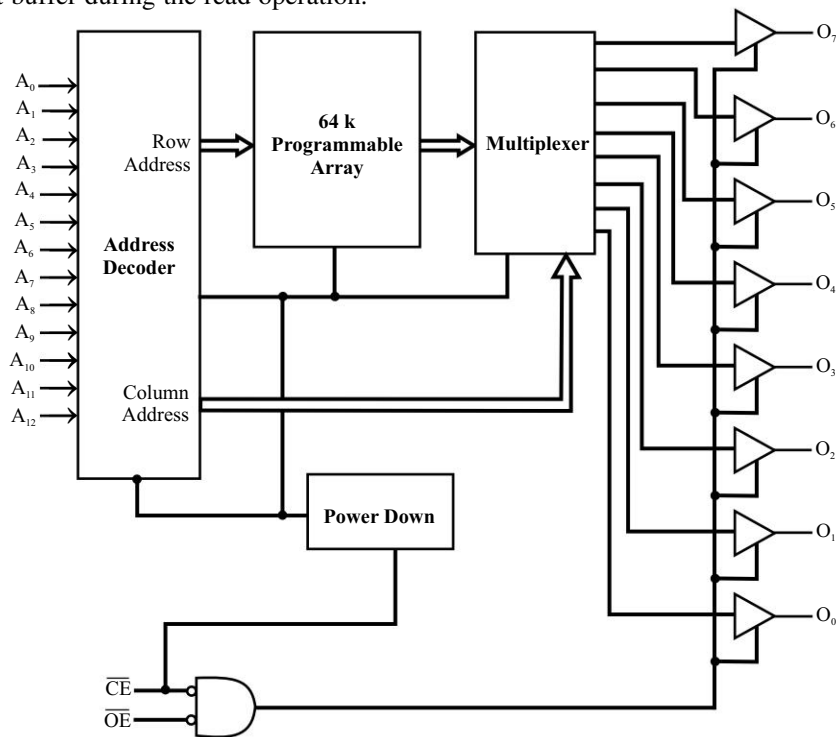 buffer during the read operation.
A₀
A₁
A₂
A₃
A₄
A₅
A₆
A₇
A₈
A₉
A₁₀
A₁₁
A₁₂
Row
Address
Address
Decoder
Column
Address
64 k
Programmable
Array
Multiplexer
Power Down
C̅E̅
O̅E̅
O₇
O₆
O₅
O₄
O₃
O₂
O₁
O₀